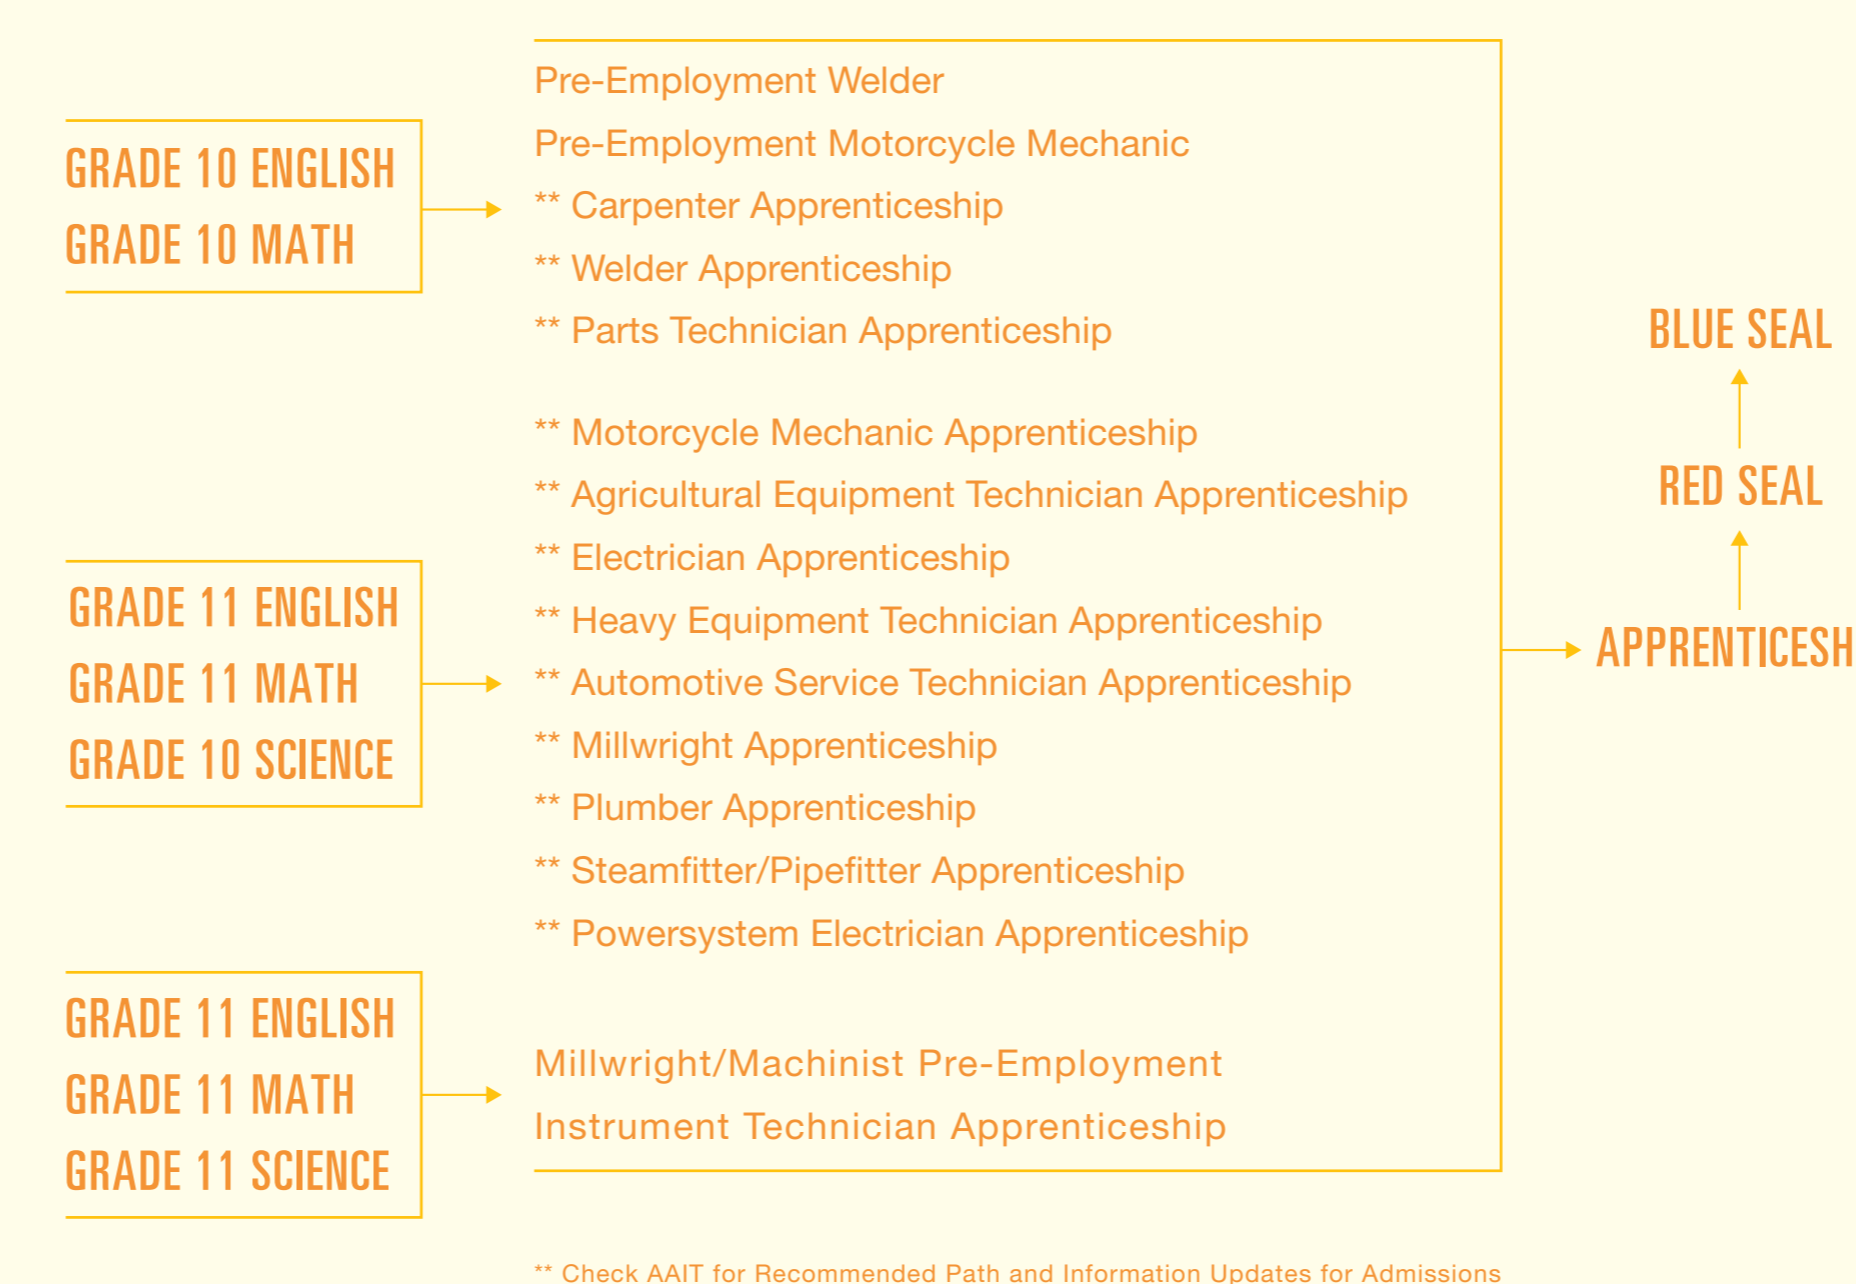 GRADE 10 ENGLISH
GRADE 10 MATH
Pre-Employment Welder
Pre-Employment Motorcycle Mechanic
** Carpenter Apprenticeship
** Welder Apprenticeship
** Parts Technician Apprenticeship
GRADE 11 ENGLISH
GRADE 11 MATH
GRADE 10 SCIENCE
** Motorcycle Mechanic Apprenticeship
** Agricultural Equipment Technician Apprenticeship
** Electrician Apprenticeship
** Heavy Equipment Technician Apprenticeship
** Automotive Service Technician Apprenticeship
** Millwright Apprenticeship
** Plumber Apprenticeship
** Steamfitter/Pipefitter Apprenticeship
** Powersystem Electrician Apprenticeship
GRADE 11 ENGLISH
GRADE 11 MATH
GRADE 11 SCIENCE
Millwright/Machinist Pre-Employment
Instrument Technician Apprenticeship
BLUE SEAL
RED SEAL
APPRENTICESH
** Check AAIT for Recommended Path and Information Updates for Admissions